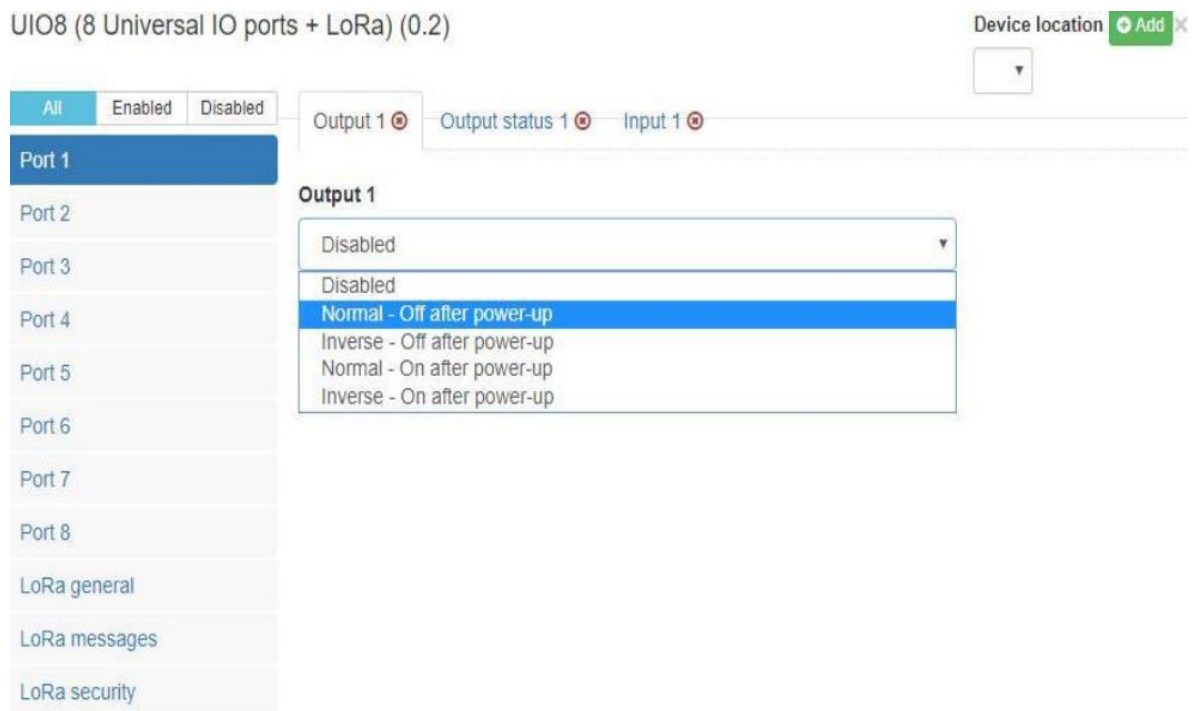 UIO8 (8 Universal IO ports + LoRa) (0.2)
Device location
Add
All
Enabled
Disabled
Output 1
Output status 1
Input 1
Port 1
Port 2
Port 3
Port 4
Port 5
Port 6
Port 7
Port 8
LoRa general
LoRa messages
LoRa security
Output 1
Disabled
Disabled
Normal - Off after power-up
Inverse - Off after power-up
Normal - On after power-up
Inverse - On after power-up